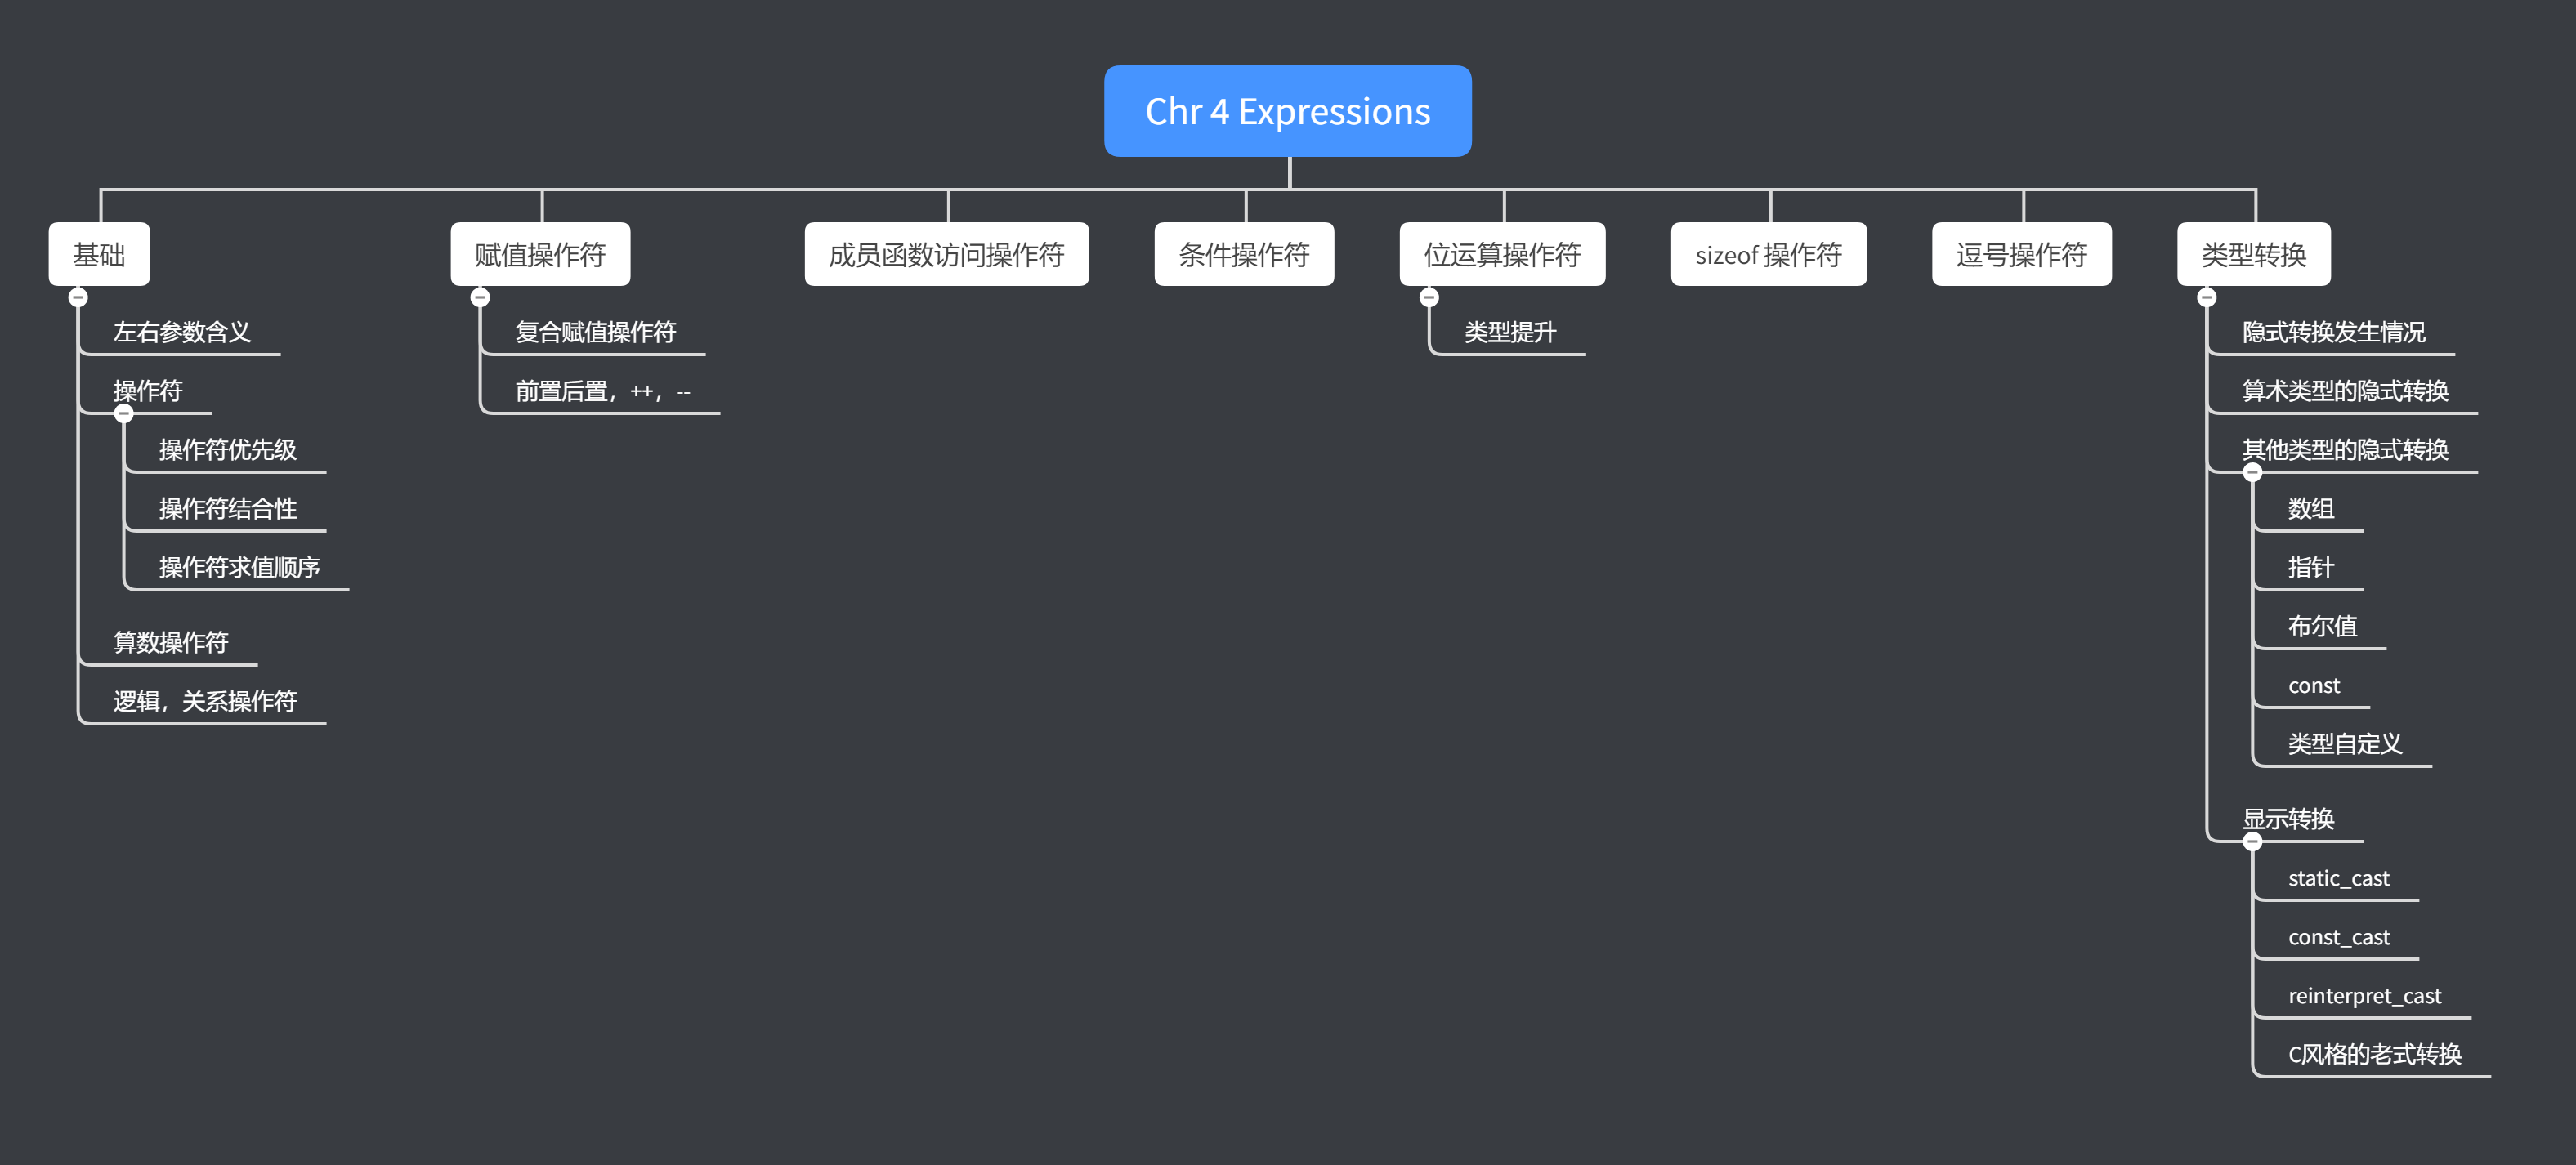 Chr 4 Expressions
基础
左右参数含义
操作符
操作符优先级
操作符结合性
操作符求值顺序
算数操作符
逻辑，关系操作符
赋值操作符
复合赋值操作符
前置后置，++，--
成员函数访问操作符
条件操作符
位运算操作符
类型提升
sizeof 操作符
逗号操作符
类型转换
隐式转换发生情况
算术类型的隐式转换
其他类型的隐式转换
数组
指针
布尔值
const
类型自定义
显示转换
static_cast
const_cast
reinterpret_cast
C风格的老式转换